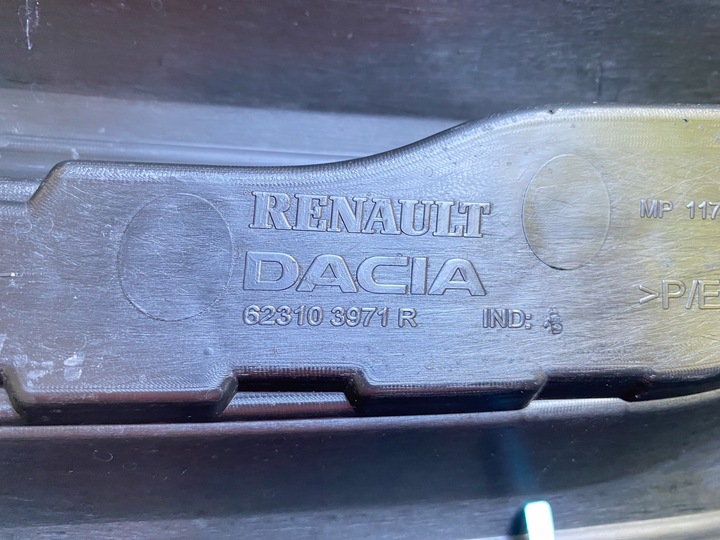 RENAULT
DACIA
62310 3971 R IND: B
MP 117
>P/E